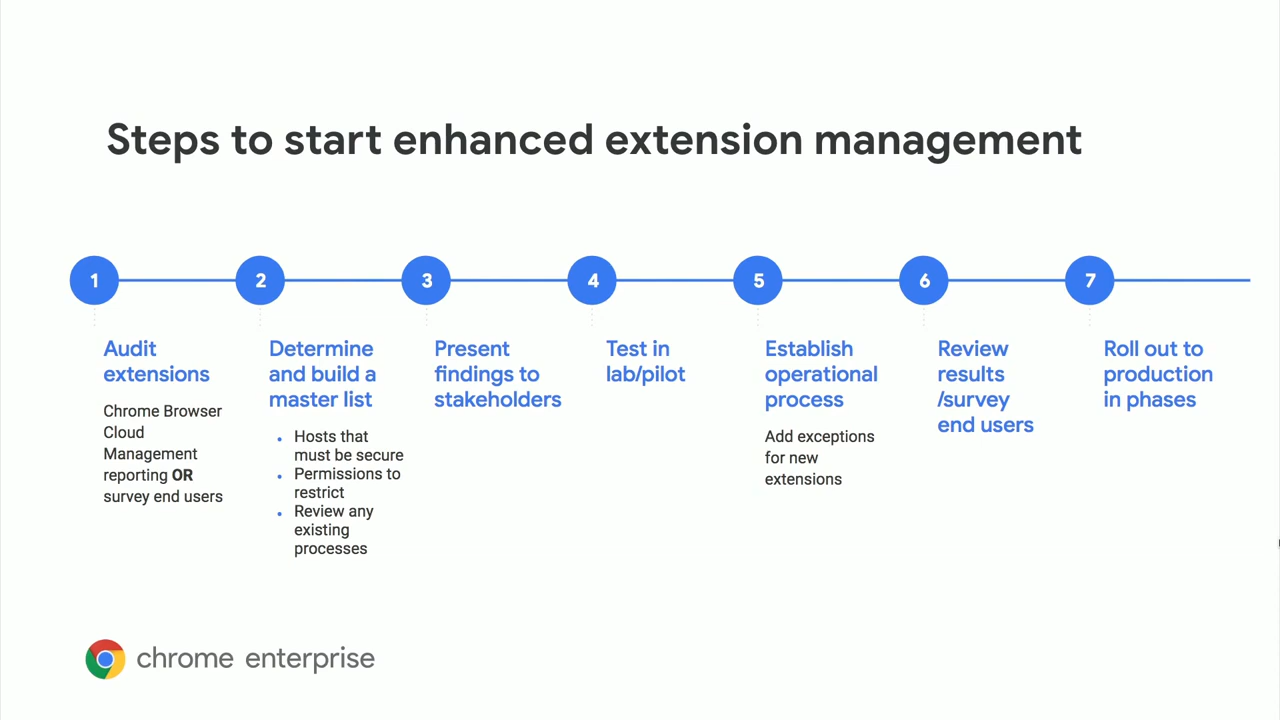 Steps to start enhanced extension management
1
2
3
4
5
6
7
Audit
extensions
Chrome Browser
Cloud
Management
reporting OR
survey end users
Determine
and build a
master list
• Hosts that
must be secure
• Permissions to
restrict
• Review any
existing
processes
Present
findings to
stakeholders
Test in
lab/pilot
Establish
operational
process
Add exceptions
for new
extensions
Review
results
/survey
end users
Roll out to
production
in phases
chrome enterprise